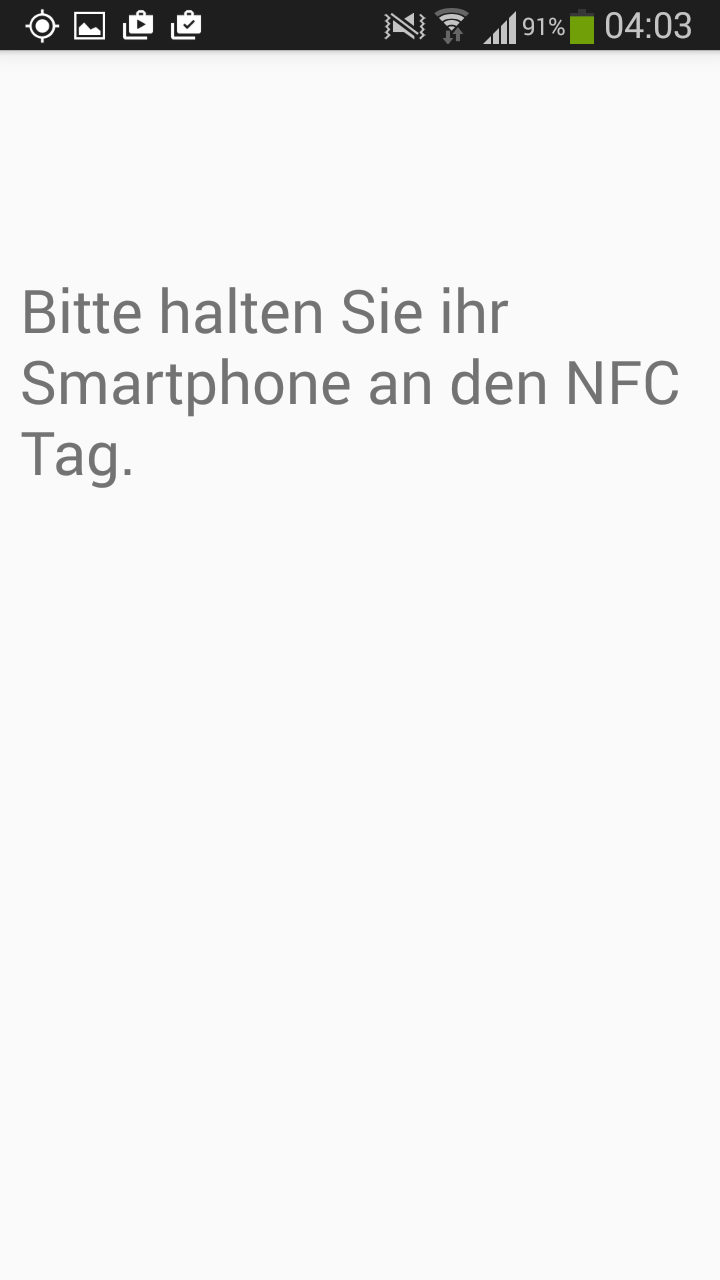 91% 04:03
Bitte halten Sie ihr
Smartphone an den NFC
Tag.